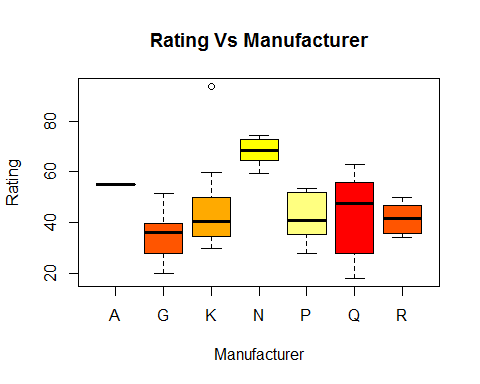 Rating Vs Manufacturer
Rating
80
60
40
20
A G K N P Q R
Manufacturer